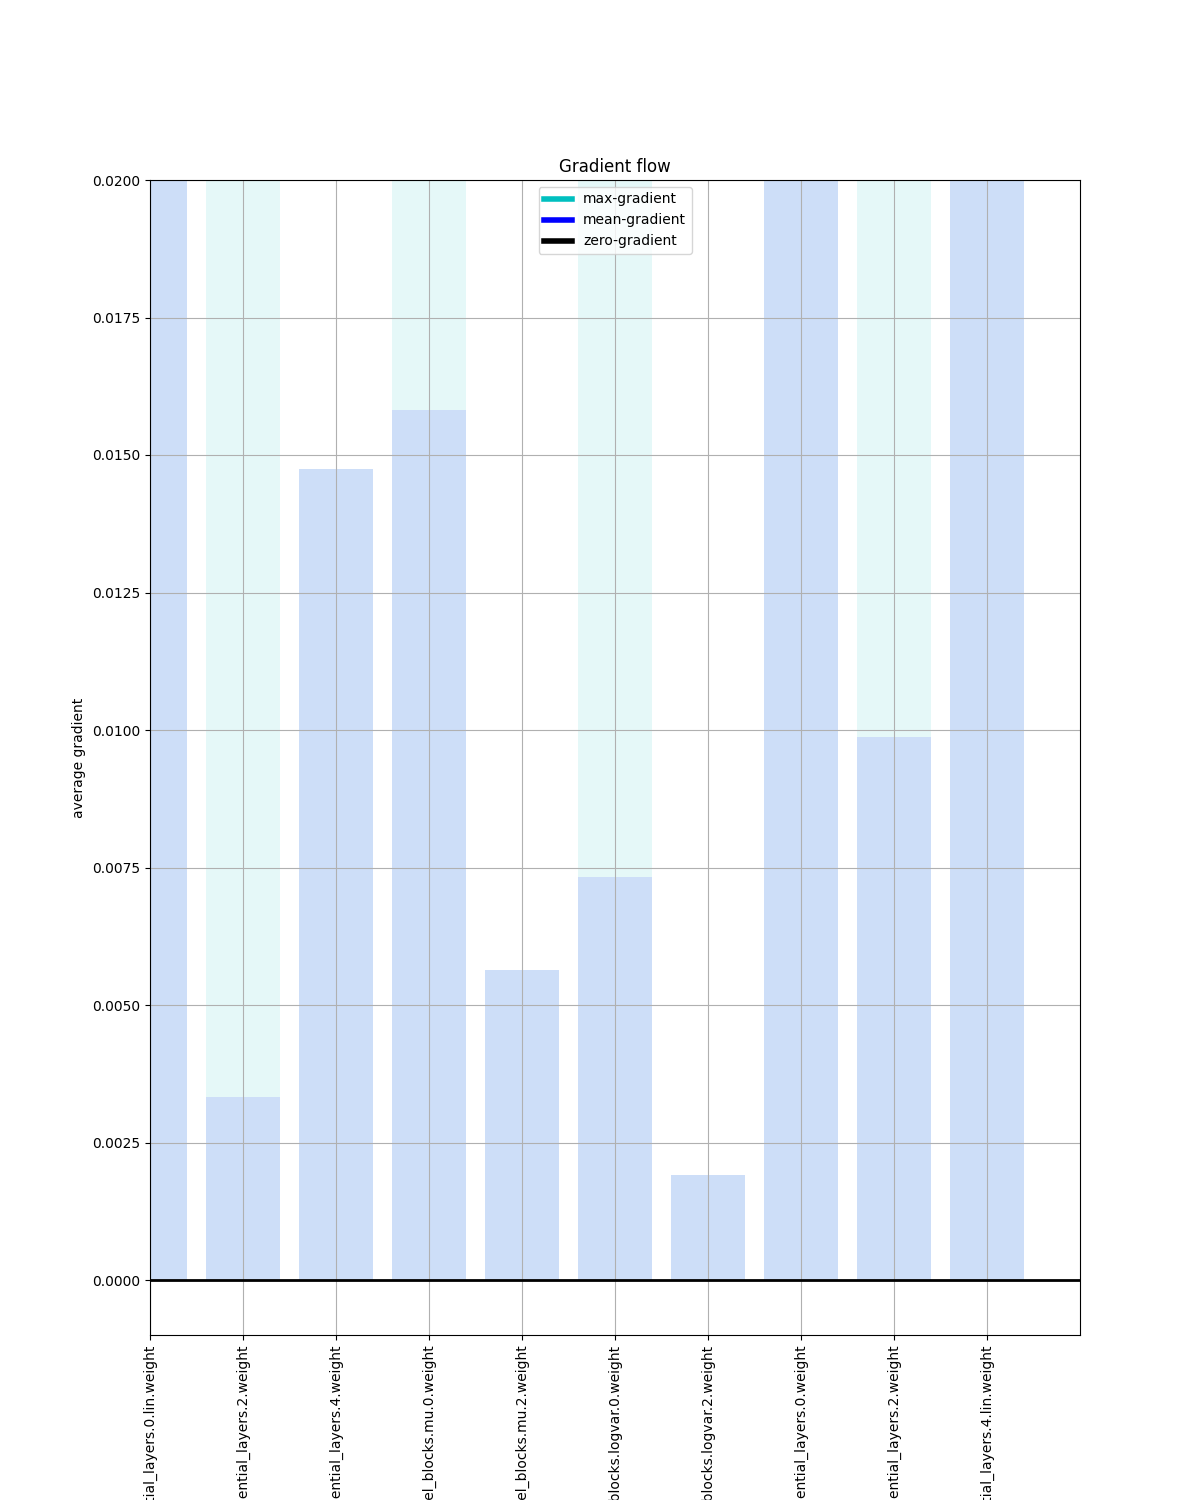 Gradient flow
max-gradient
mean-gradient
zero-gradient
0.0200
0.0175
0.0150
0.0125
0.0100
0.0075
0.0050
0.0025
0.0000
average gradient
tial_layers.0.lin.weight
ential_layers.2.weight
ential_layers.4.weight
el_blocks.mu.0.weight
el_blocks.mu.2.weight
blocks.logvar.0.weight
blocks.logvar.2.weight
ential_layers.0.weight
ential_layers.2.weight
tial_layers.4.lin.weight